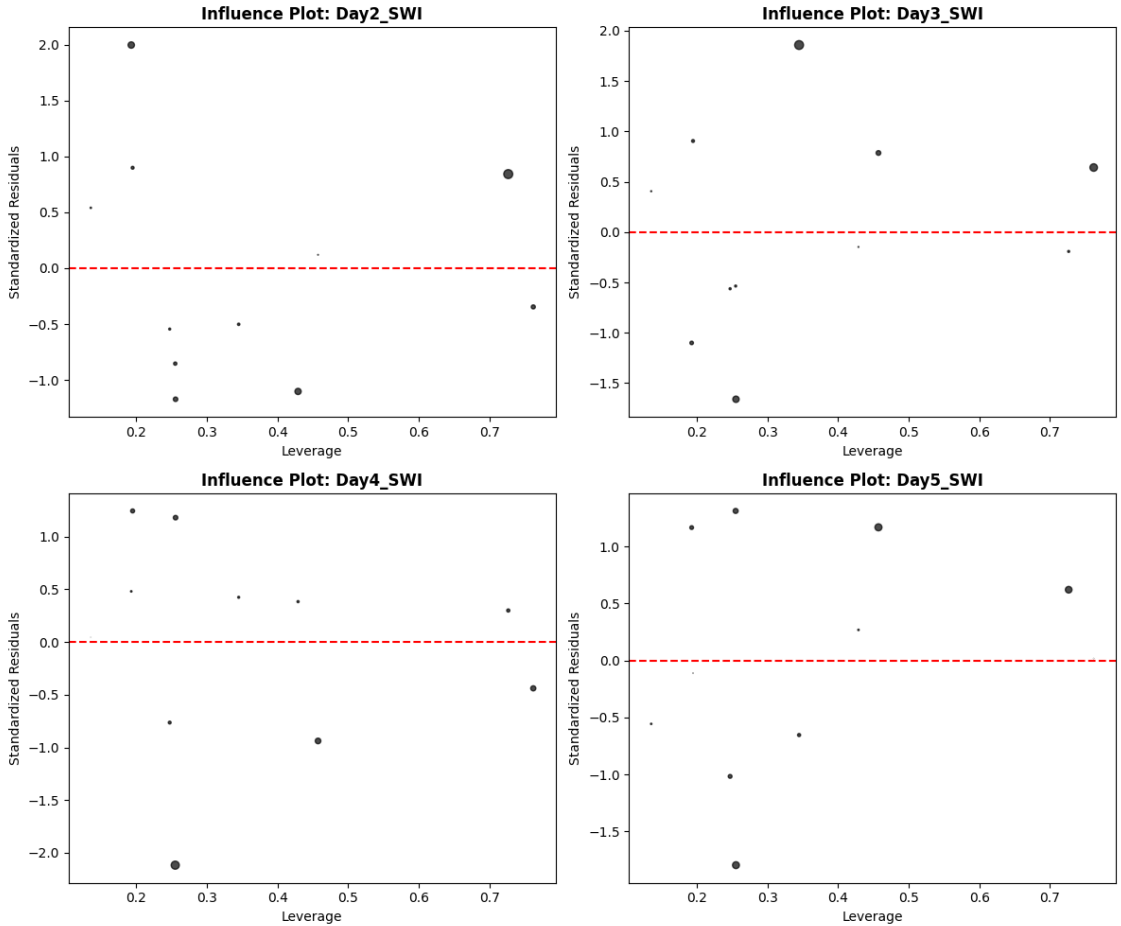 Influence Plot: Day2_SWI
Standardized Residuals
2.0
1.5
1.0
0.5
0.0
−0.5
−1.0
0.2 0.3 0.4 0.5 0.6 0.7
Leverage
Influence Plot: Day3_SWI
Standardized Residuals
2.0
1.5
1.0
0.5
0.0
−0.5
−1.0
−1.5
0.2 0.3 0.4 0.5 0.6 0.7
Leverage
Influence Plot: Day4_SWI
Standardized Residuals
1.0
0.5
0.0
−0.5
−1.0
−1.5
−2.0
0.2 0.3 0.4 0.5 0.6 0.7
Leverage
Influence Plot: Day5_SWI
Standardized Residuals
1.0
0.5
0.0
−0.5
−1.0
−1.5
0.2 0.3 0.4 0.5 0.6 0.7
Leverage